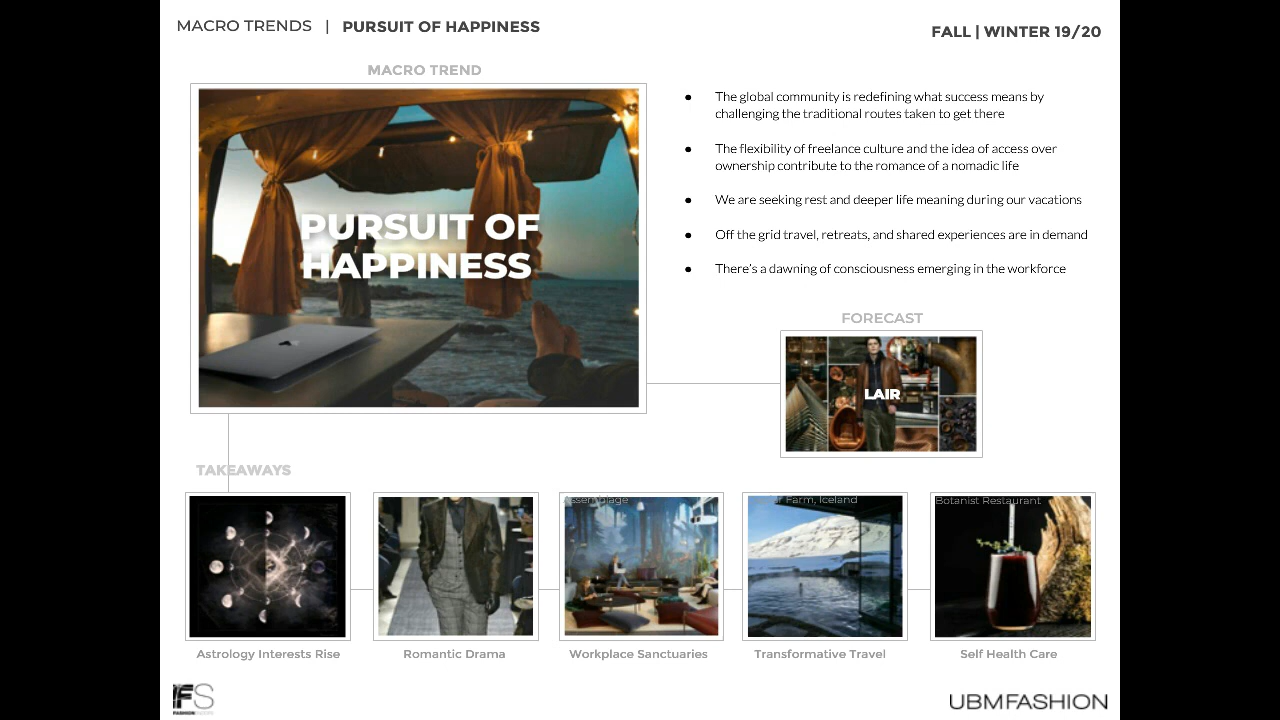 MACRO TRENDS | PURSUIT OF HAPPINESS
FALL | WINTER 19/20
MACRO TREND
PURSUIT OF
HAPPINESS
● The global community is redefining what success means by
challenging the traditional routes taken to get there
● The flexibility of freelance culture and the idea of access over
ownership contribute to the romance of a nomadic life
● We are seeking rest and deeper life meaning during our vacations
● Off the grid travel, retreats, and shared experiences are in demand
● There's a dawning of consciousness emerging in the workforce
FORECAST
LAIR
TAKEAWAYS
Assemblage
Farm, Iceland
Botanist Restaurant
Astrology Interests Rise
Romantic Drama
Workplace Sanctuaries
Transformative Travel
Self Health Care
FS
FASHION
UBMFASHION